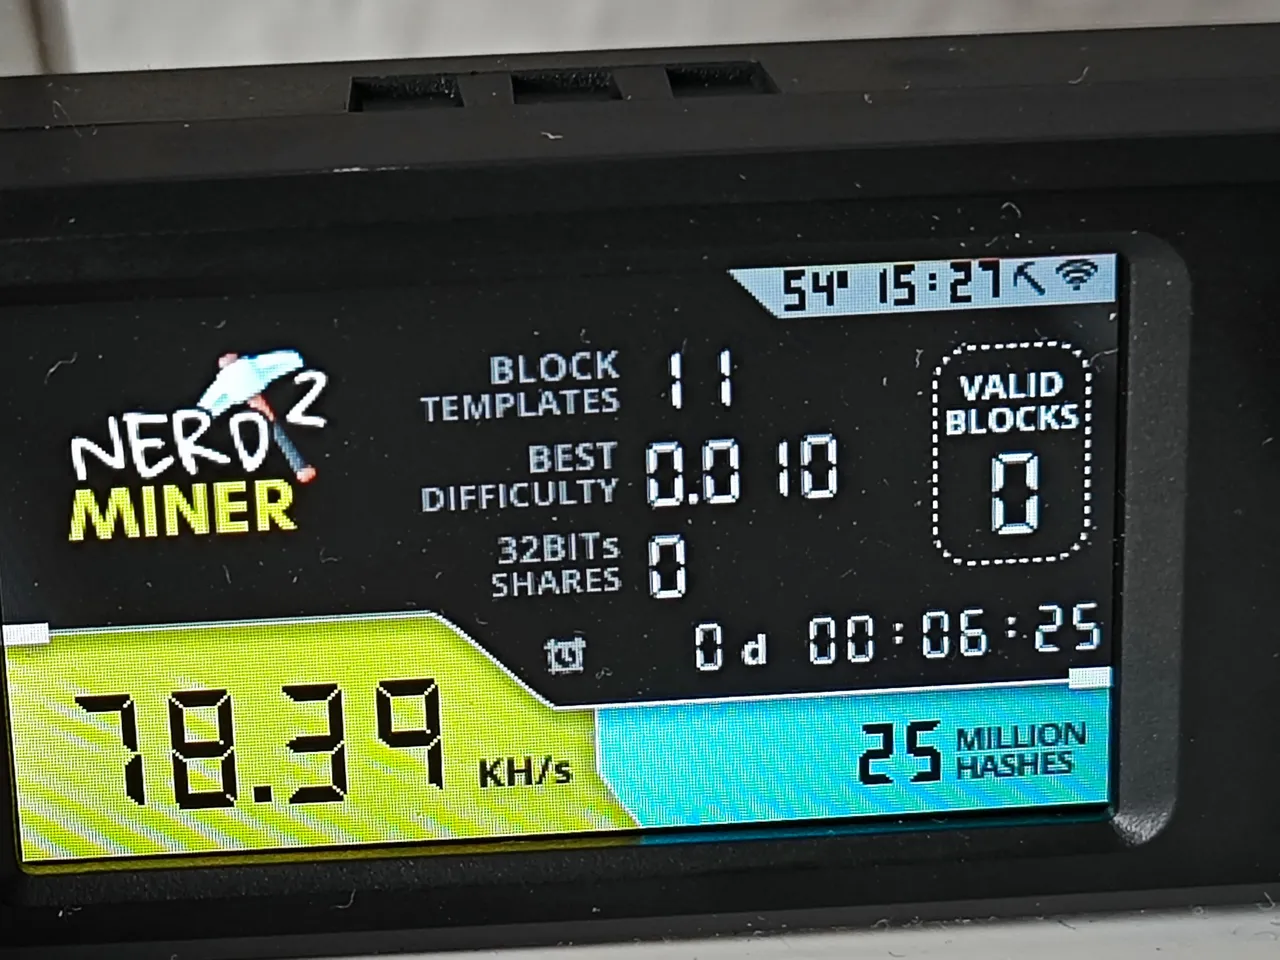 54° 15:27
NERD 2
MINER
BLOCK
TEMPLATES 11
BEST
DIFFICULTY 0.010
32BITs
SHARES 0
VALID
BLOCKS
0
0 d 00:06:25
78.39 KH/s
25 MILLION
HASHES